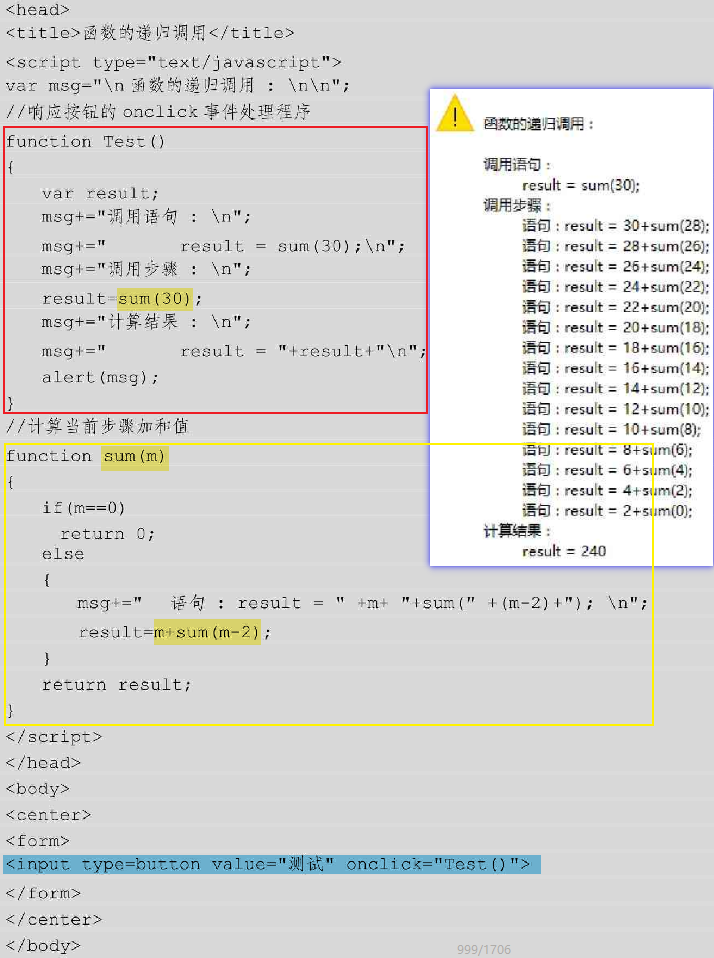 <head>
<title>函数的递归调用</title>
<script type="text/javascript">
var msg="\n 函数的递归调用 : \n\n";
//响应按钮的 onclick 事件处理程序
function Test()
{
var result;
msg+="调用语句 : \n";
msg+="       result = sum(30);\n";
msg+="调用步骤 : \n";
result=sum(30);
msg+="计算结果 : \n";
msg+="       result = "+result+"\n";
alert(msg);
}
//计算当前步骤加和值
function sum(m)
{
if(m==0)
return 0;
else
{
msg+="   语句 : result = " +m+ "+sum(" +(m-2)+"); \n";
result=m+sum(m-2);
}
return result;
}
</script>
</head>
<body>
<center>
<form>
<input type=button value="测试" onclick="Test()">
</form>
</center>
</body>
函数的递归调用：
调用语句：
result = sum(30);
调用步骤：
语句：result = 30+sum(28);
语句：result = 28+sum(26);
语句：result = 26+sum(24);
语句：result = 24+sum(22);
语句：result = 22+sum(20);
语句：result = 20+sum(18);
语句：result = 18+sum(16);
语句：result = 16+sum(14);
语句：result = 14+sum(12);
语句：result = 12+sum(10);
语句：result = 10+sum(8);
语句：result = 8+sum(6);
语句：result = 6+sum(4);
语句：result = 4+sum(2);
语句：result = 2+sum(0);
计算结果：
result = 240
999/1706